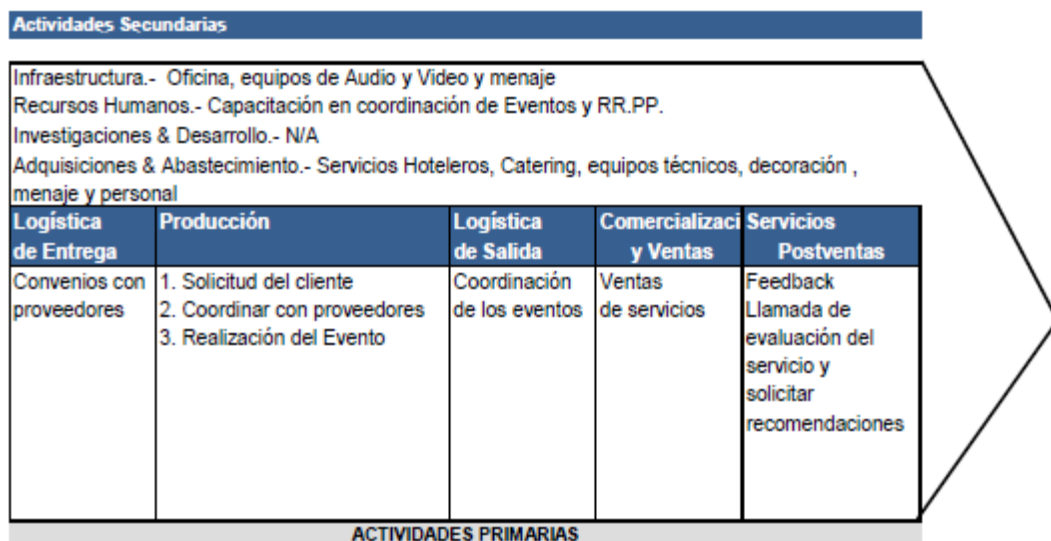 Actividades Secundarias
Infraestructura.- Oficina, equipos de Audio y Video y menaje
Recursos Humanos.- Capacitación en coordinación de Eventos y RR.PP.
Investigaciones & Desarrollo.- N/A
Adquisiciones & Abastecimiento.- Servicios Hoteleros, Catering, equipos técnicos, decoración ,
menaje y personal
Logística
de Entrega
Producción
Logística
de Salida
Comercializaci
y Ventas
Servicios
Postventas
Convenios con
proveedores
1. Solicitud del cliente
2. Coordinar con proveedores
3. Realización del Evento
Coordinación
de los eventos
Ventas
de servicios
Feedback
Llamada de
evaluación del
servicio y
solicitar
recomendaciones
ACTIVIDADES PRIMARIAS